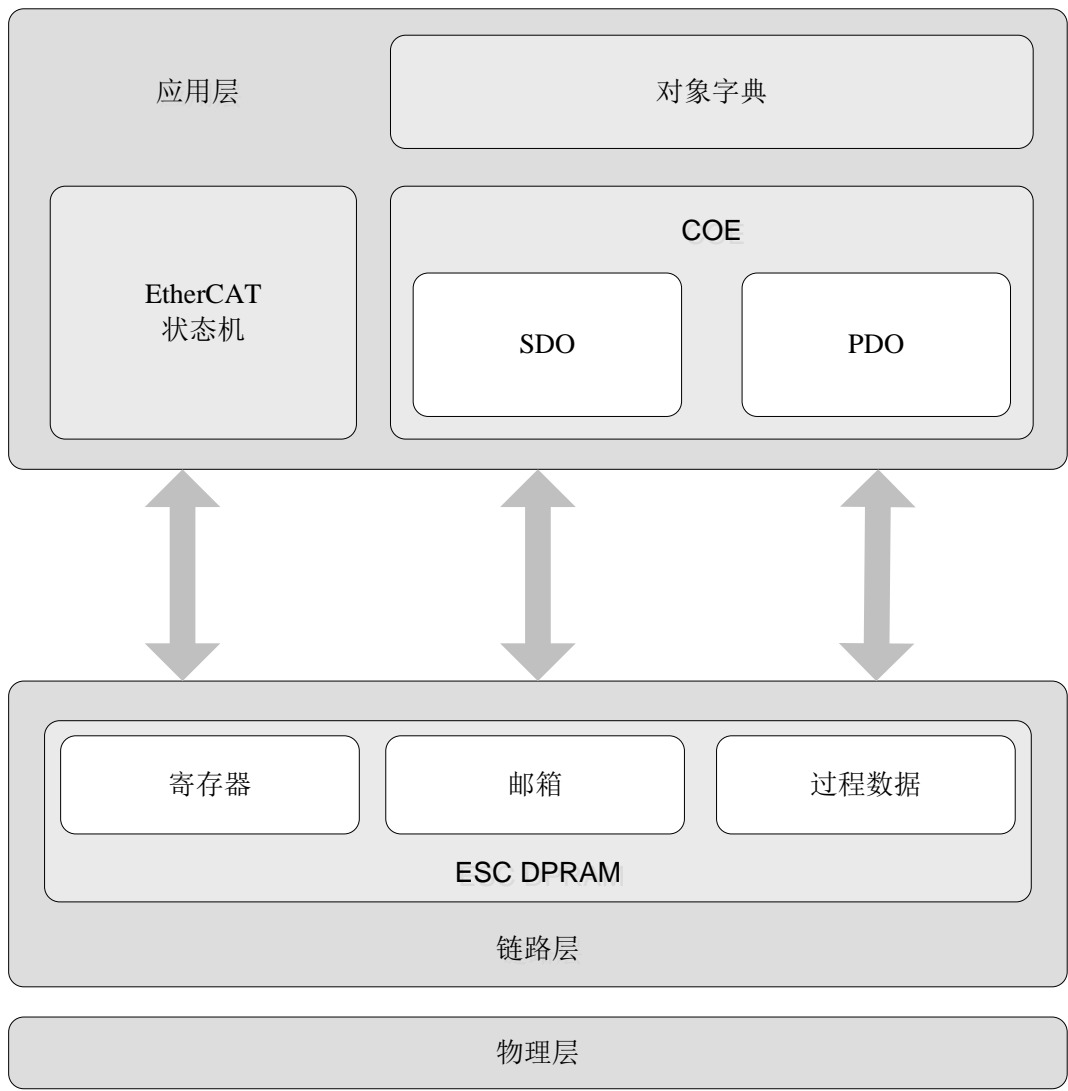 应用层
对象字典
COE
EtherCAT
状态机
SDO
PDO
寄存器
邮箱
过程数据
ESC DPRAM
链路层
物理层